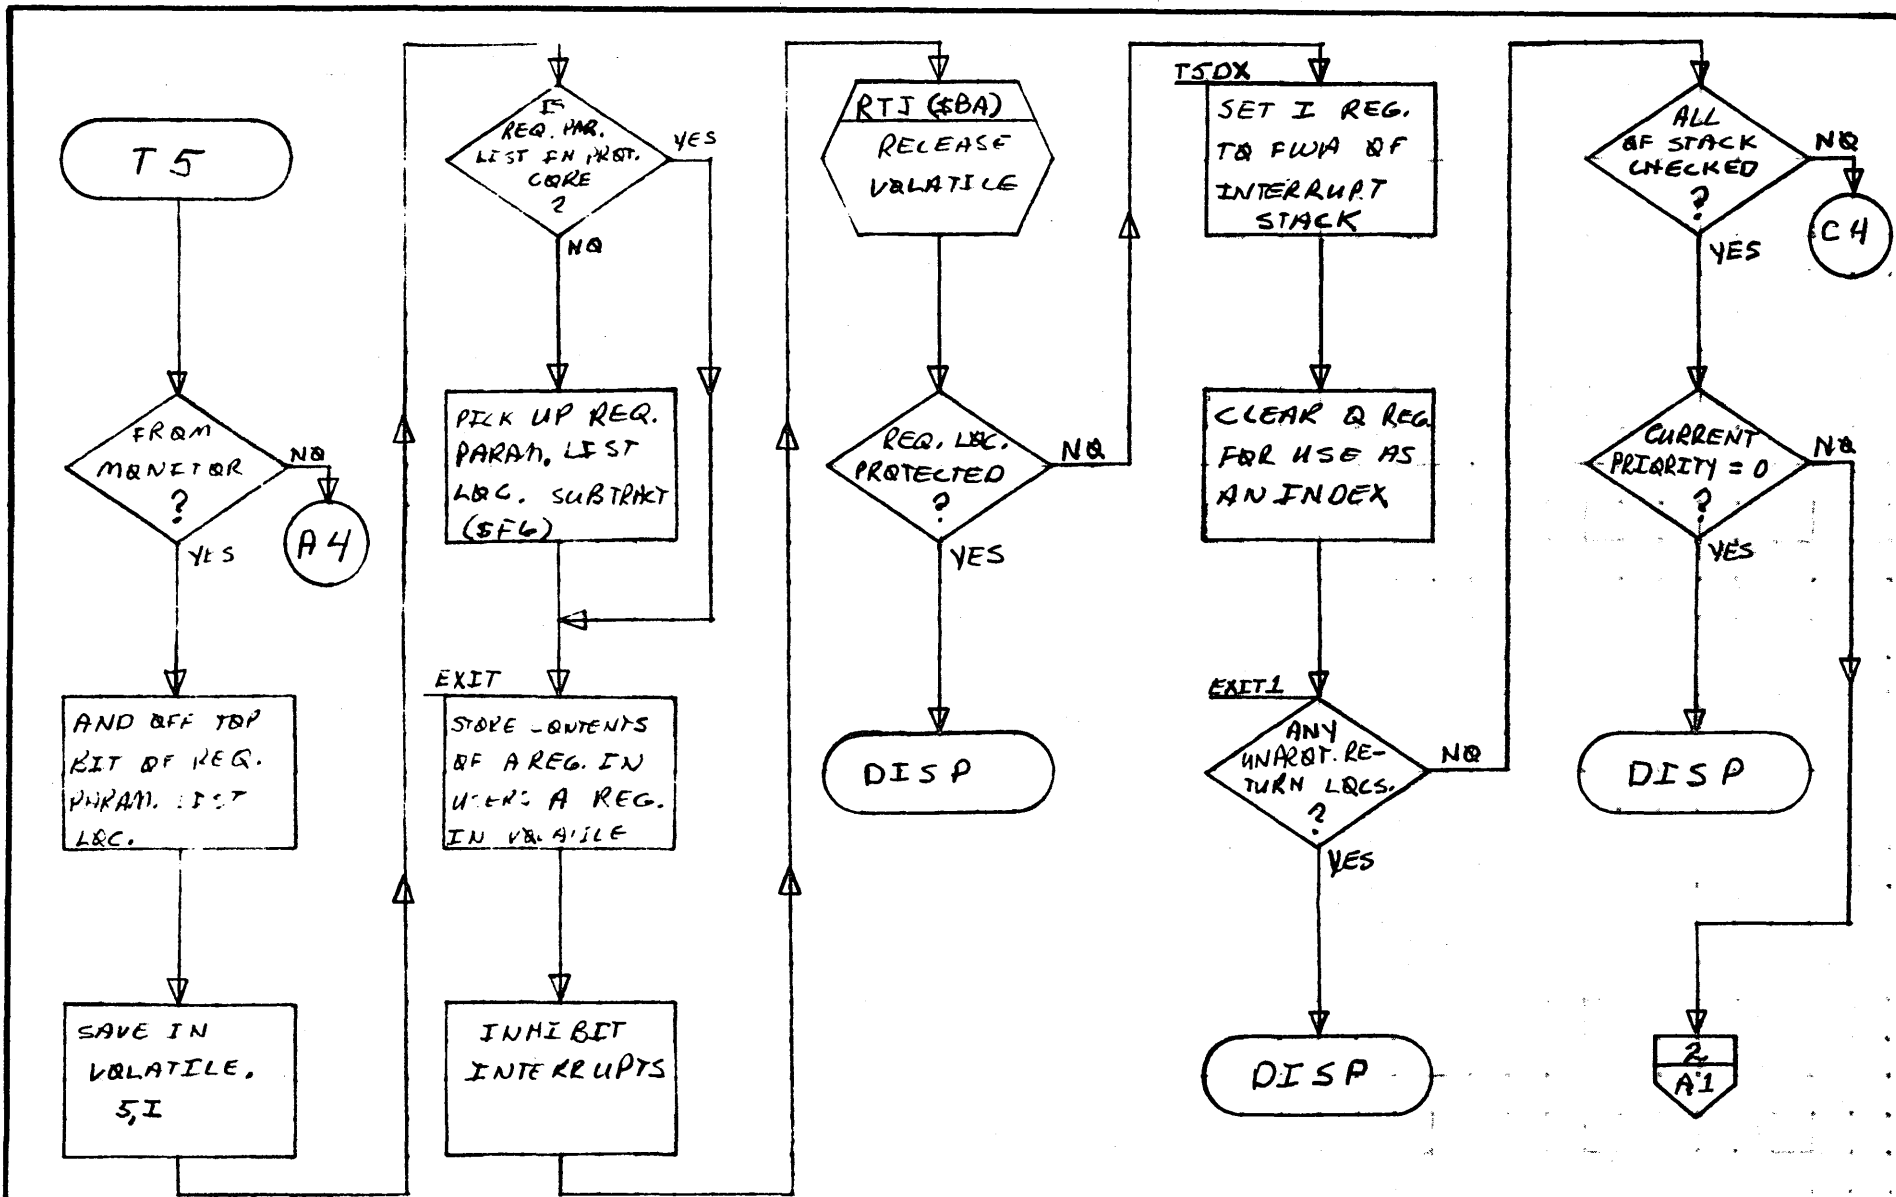 T5
FROM
MONITOR
?
NO
A4
YES
AND OFF TOP
BIT OF REQ.
PARAM. LIST
LOC.
SAVE IN
VOLATILE.
5,I
IS
REQ. PAR.
LIST IN PROT.
CORE
?
YES
NO
PICK UP REQ.
PARAM. LIST
LOC. SUBTRACT
($F6)
EXIT
STORE CONTENTS
OF A REG. IN
USERS A REG.
IN VOLATILE
INHIBIT
INTERRUPTS
RTJ ($BA)
RELEASE
VOLATILE
REQ. LOC.
PROTECTED
?
NO
YES
DISP
T5DX
SET I REG.
TO FWA OF
INTERRUPT
STACK
CLEAR Q REG
FOR USE AS
AN INDEX
EXIT1
ANY
UNPROT. RE-
TURN LOCS.
?
NO
YES
DISP
ALL
OF STACK
CHECKED
?
NO
C4
YES
CURRENT
PRIORITY = 0
?
NO
YES
DISP
2
A1